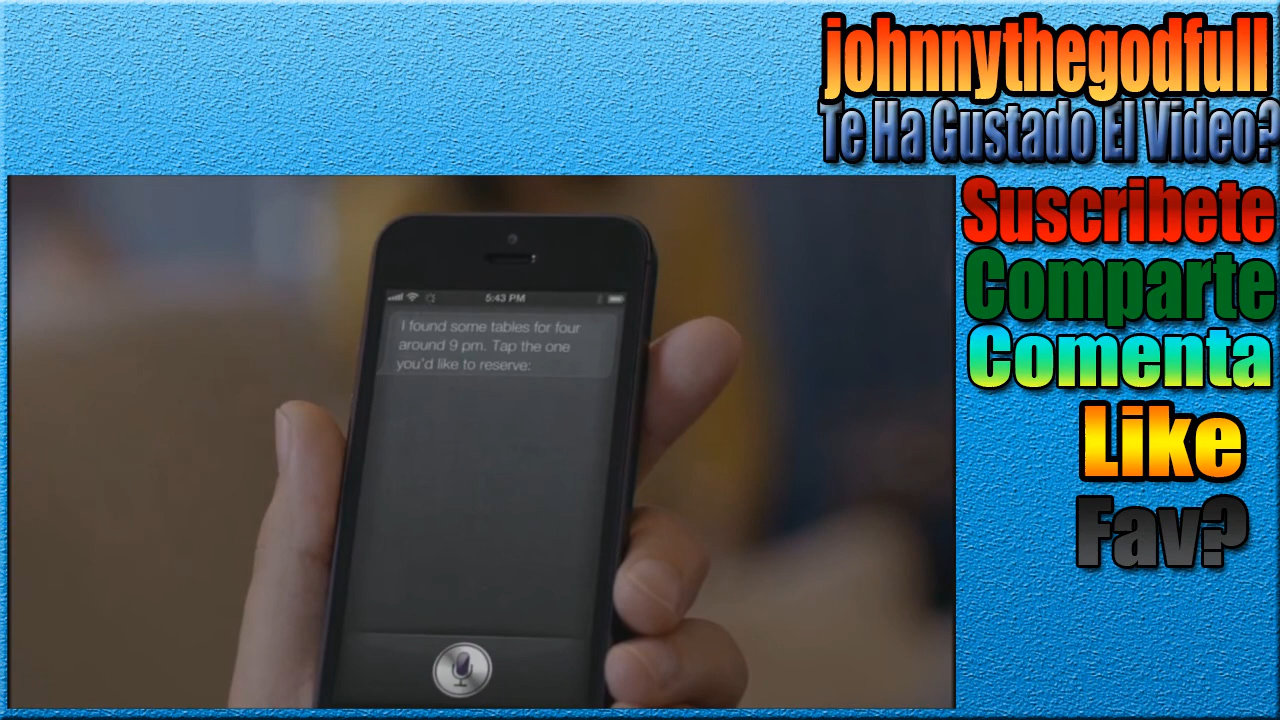 johnnythegodfull
Te Ha Gustado El Video?
Suscribete
Comparte
Comenta
Like
Fav?
5:43 PM
I found some tables for four
around 9 pm. Tap the one
you'd like to reserve: